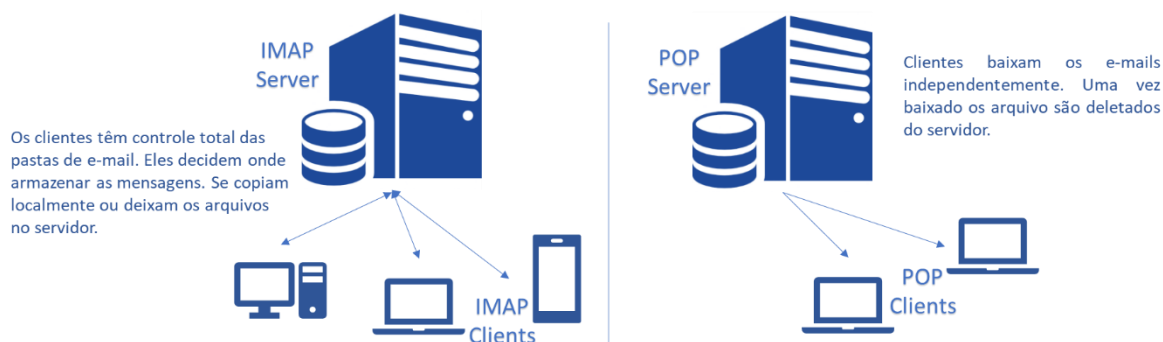 IMAP
Server
Os clientes têm controle total das
pastas de e-mail. Eles decidem onde
armazenar as mensagens. Se copiam
localmente ou deixam os arquivos
no servidor.
IMAP
Clients
POP
Server
Clientes baixam os e-mails
independentemente. Uma vez
baixado os arquivo são deletados
do servidor.
POP
Clients